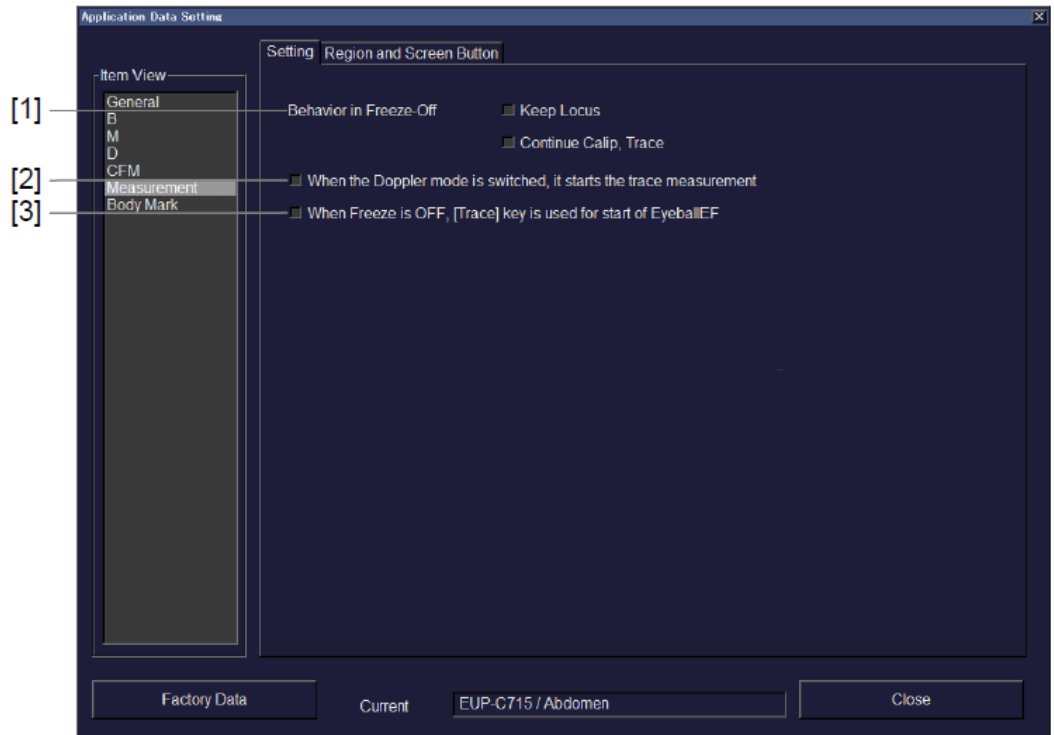 Application Data Setting
Setting Region and Screen Button
Item View
[1]
General
Behavior in Freeze-Off
Keep Locus
B
M
D
Continue Calip, Trace
CFM
[2]
Measurement
When the Doppler mode is switched, it starts the trace measurement
[3]
Body Mark
When Freeze is OFF, [Trace] key is used for start of EyeballEF
Factory Data
Current
EUP-C715 / Abdomen
Close